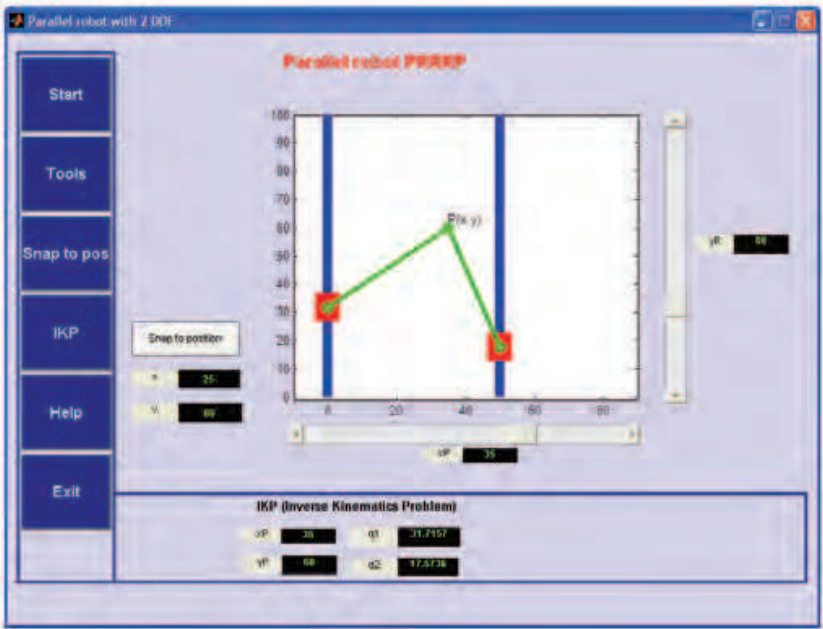 Parallel robot with 2 DOF
Parallel robot PRRRP
Start
Tools
Snap to pos
IKP
Help
Exit
100
90
80
70
60
50
40
30
20
10
0
0 20 40 60 80
P(x,y)
yP
Snap to position
25
xP 35
IKP (Inverse Kinematics Problem)
xP 35 q1 31.7157
yP 60 q2 17.5736